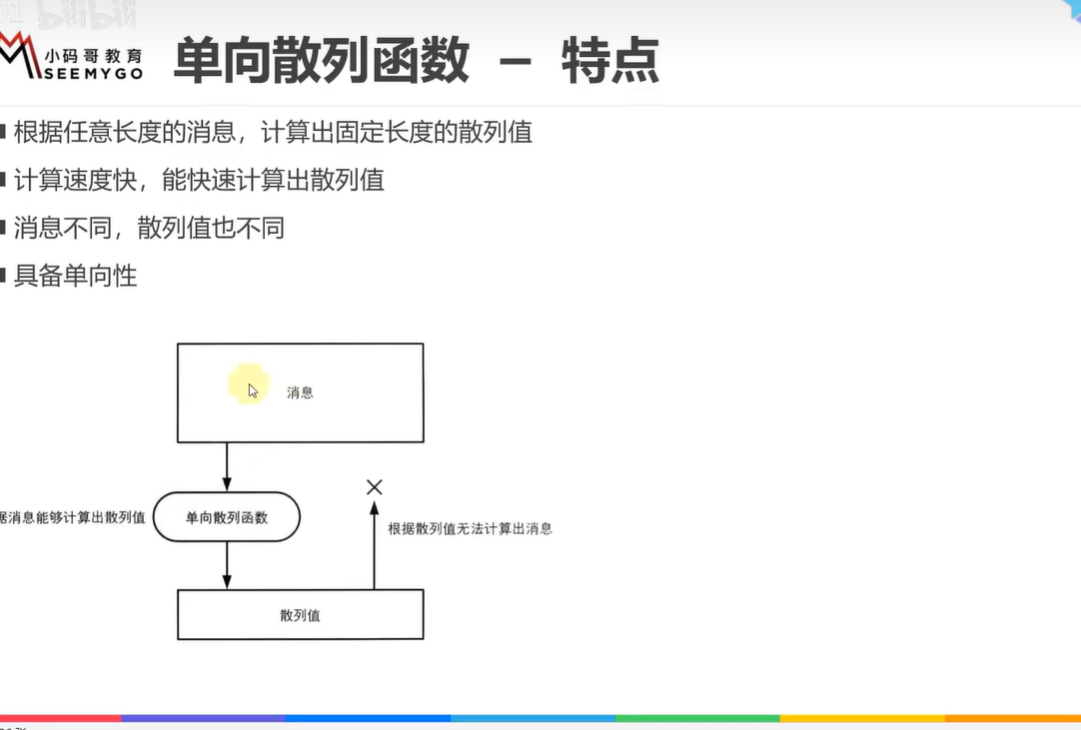 bilibili
小码哥教育
SEEMYGO
单向散列函数 – 特点
根据任意长度的消息，计算出固定长度的散列值
计算速度快，能快速计算出散列值
消息不同，散列值也不同
具备单向性
消息
据消息能够计算出散列值
单向散列函数
根据散列值无法计算出消息
散列值